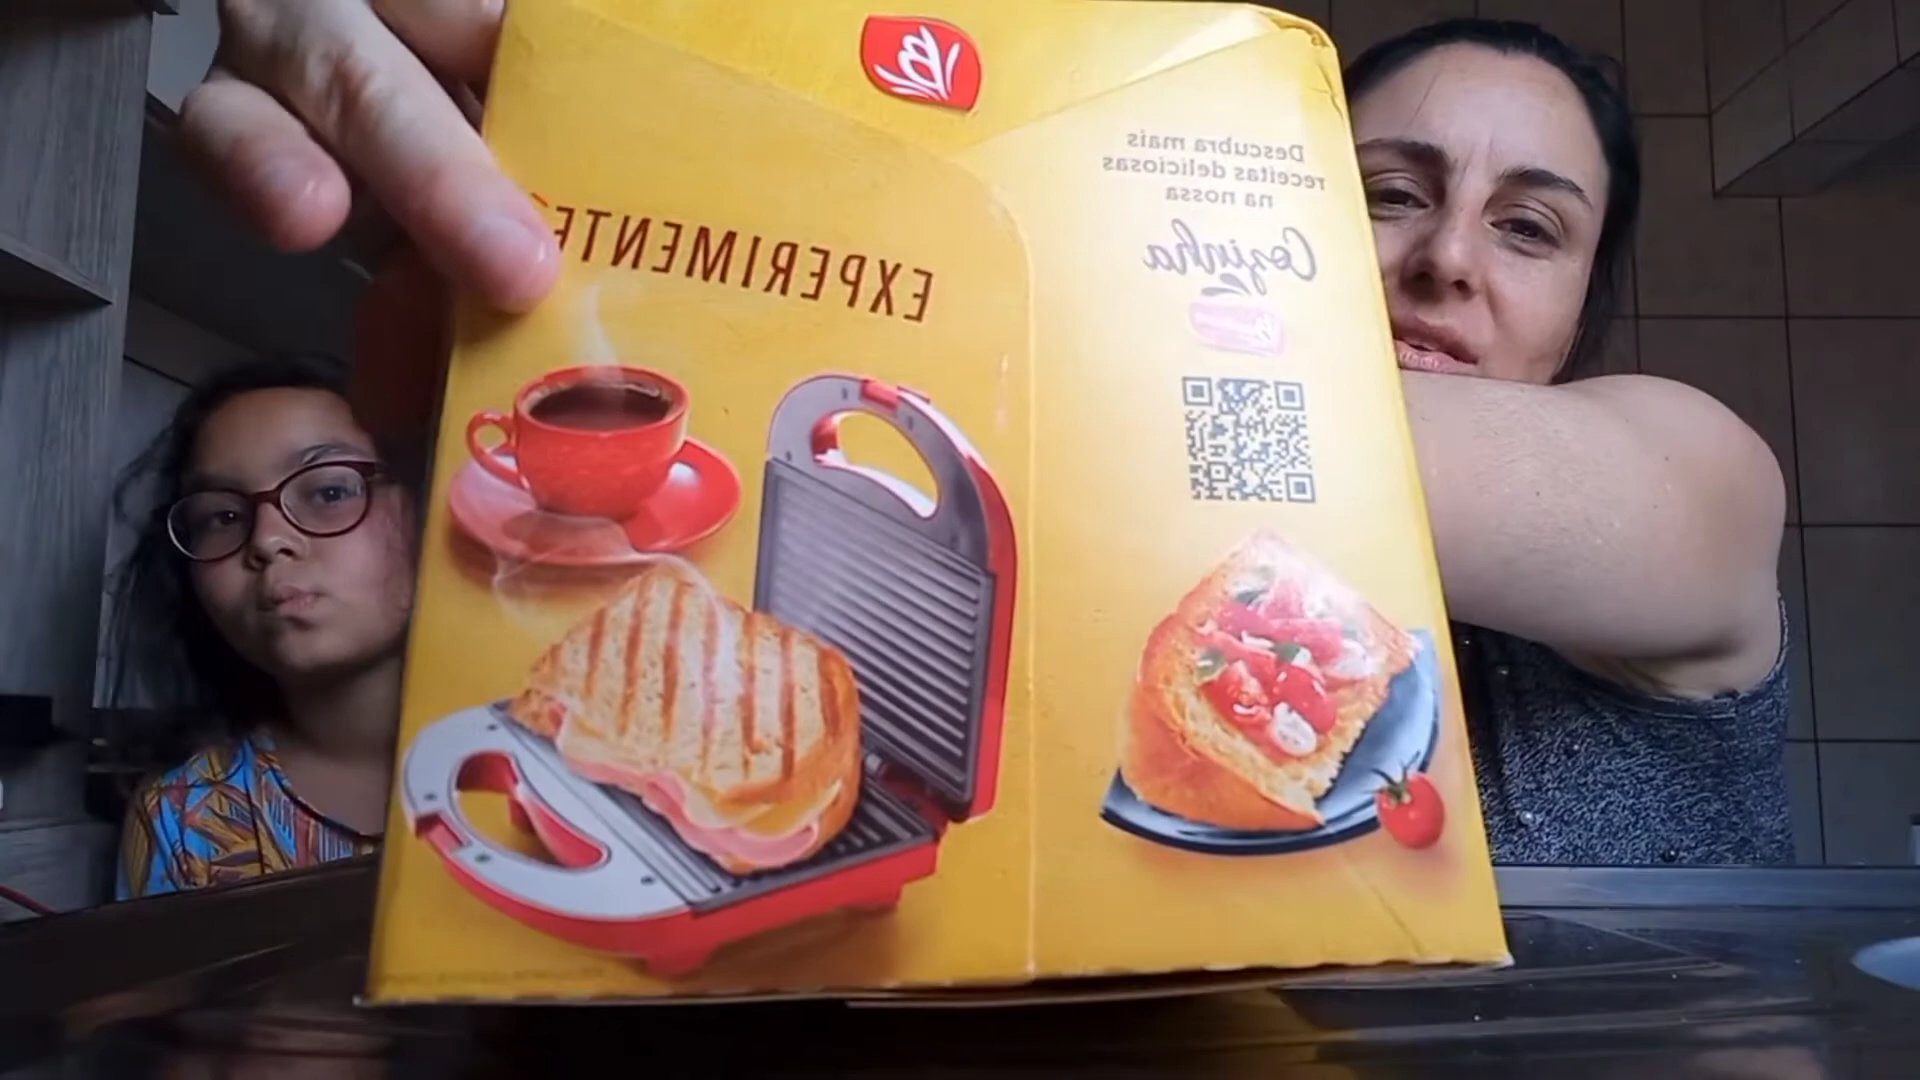 B
EXPERIMENTE
Descubra mais
receitas deliciosas
na nossa
Cozinha